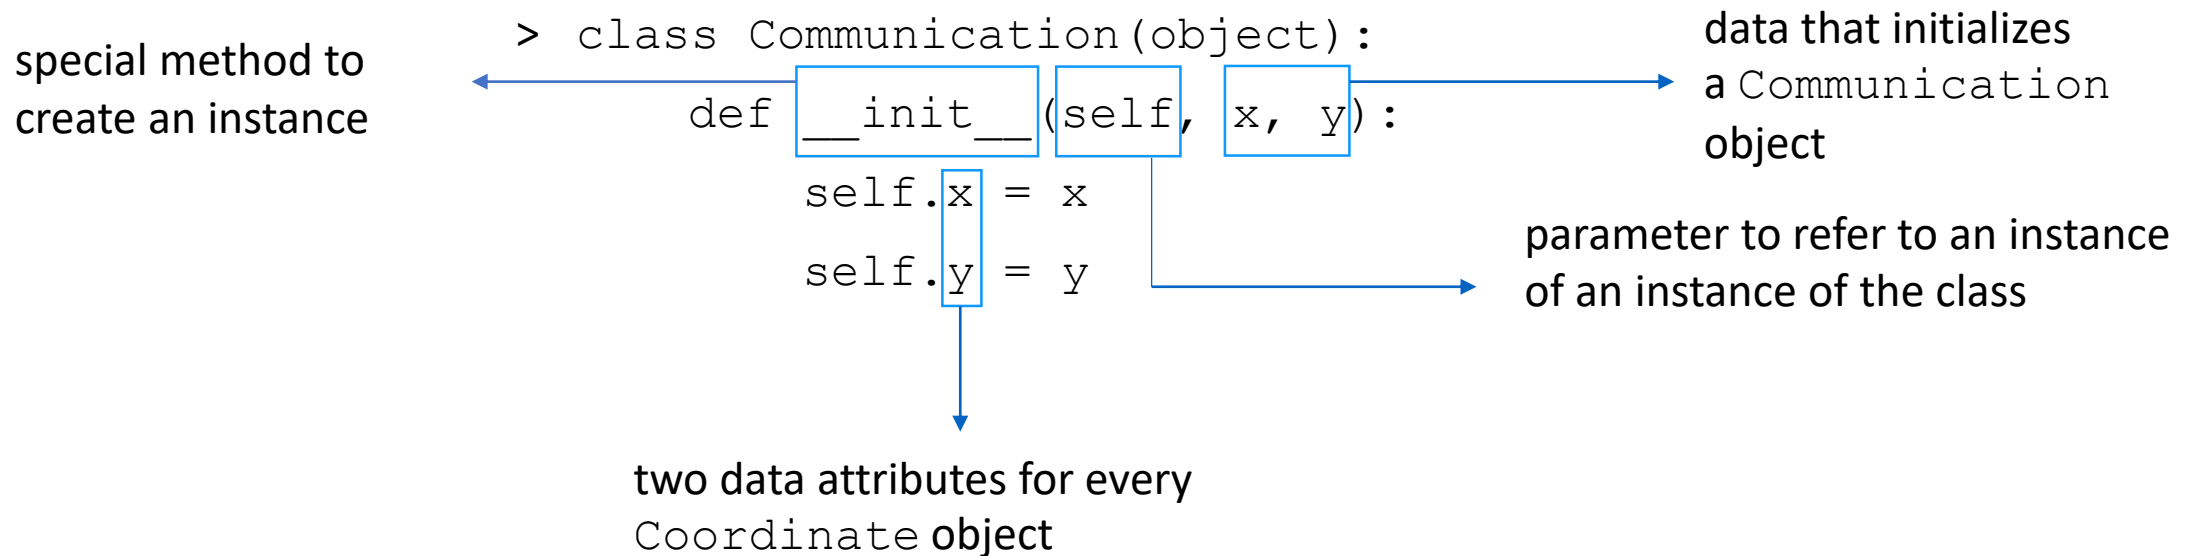 special method to
create an instance
> class Communication(object):
def __init__(self, x, y):
self.x = x
self.y = y
data that initializes
a Communication
object
parameter to refer to an instance
of an instance of the class
two data attributes for every
Coordinate object